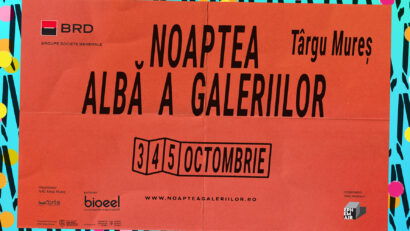 BRD
GROUPE SOCIETE GENERALE
NOAPTEA
ALBĂ A GALERIILOR
Târgu Mureș
3 4 5 OCTOMBRIE
bioeel
WWW.NOAPTEAGALERIILOR.RO